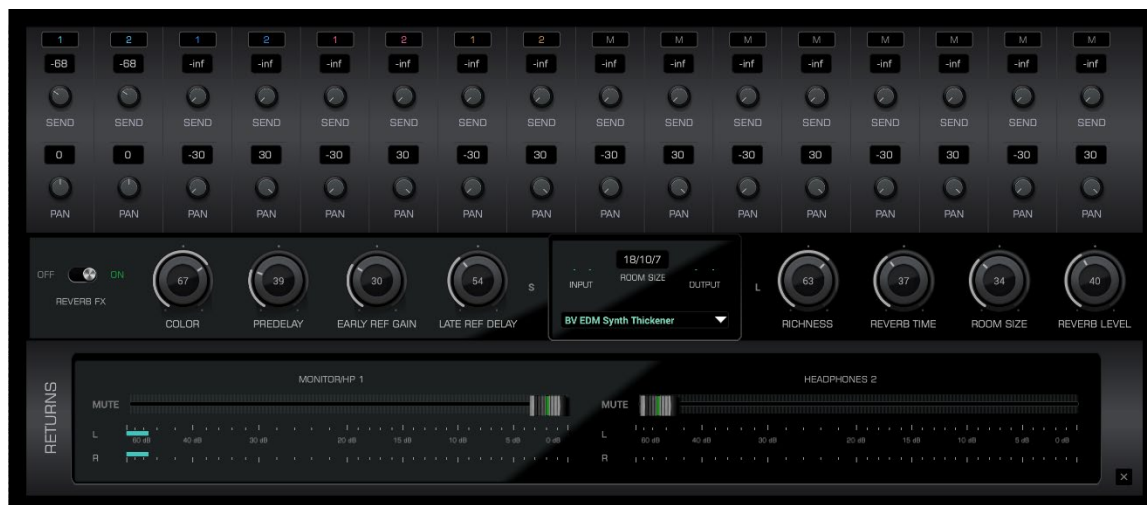 1 2 1 2 1 2 1 2 M M M M M M M M
-68 -68 -inf -inf -inf -inf -inf -inf -inf -inf -inf -inf -inf -inf -inf -inf
SEND SEND SEND SEND SEND SEND SEND SEND SEND SEND SEND SEND SEND SEND SEND SEND
0 0 -30 30 -30 30 -30 30 -30 30 -30 30 -30 30 -30 30
PAN PAN PAN PAN PAN PAN PAN PAN PAN PAN PAN PAN PAN PAN PAN PAN
OFF ON
REVERB FX
67
COLOR
39
PREDELAY
30
EARLY REF GAIN
54
LATE REF DELAY
S
- -
INPUT
18/10/7
ROOM SIZE
- -
OUTPUT
BV EDM Synth Thickener
L
63
RICHNESS
37
REVERB TIME
34
ROOM SIZE
40
REVERB LEVEL
RETURNS
MONITOR/HP 1
MUTE
L
60 dB 40 dB 30 dB 20 dB 15 dB 10 dB 5 dB 0 dB
R
HEADPHONES 2
MUTE
L
60 dB 40 dB 30 dB 20 dB 15 dB 10 dB 5 dB 0 dB
R
X